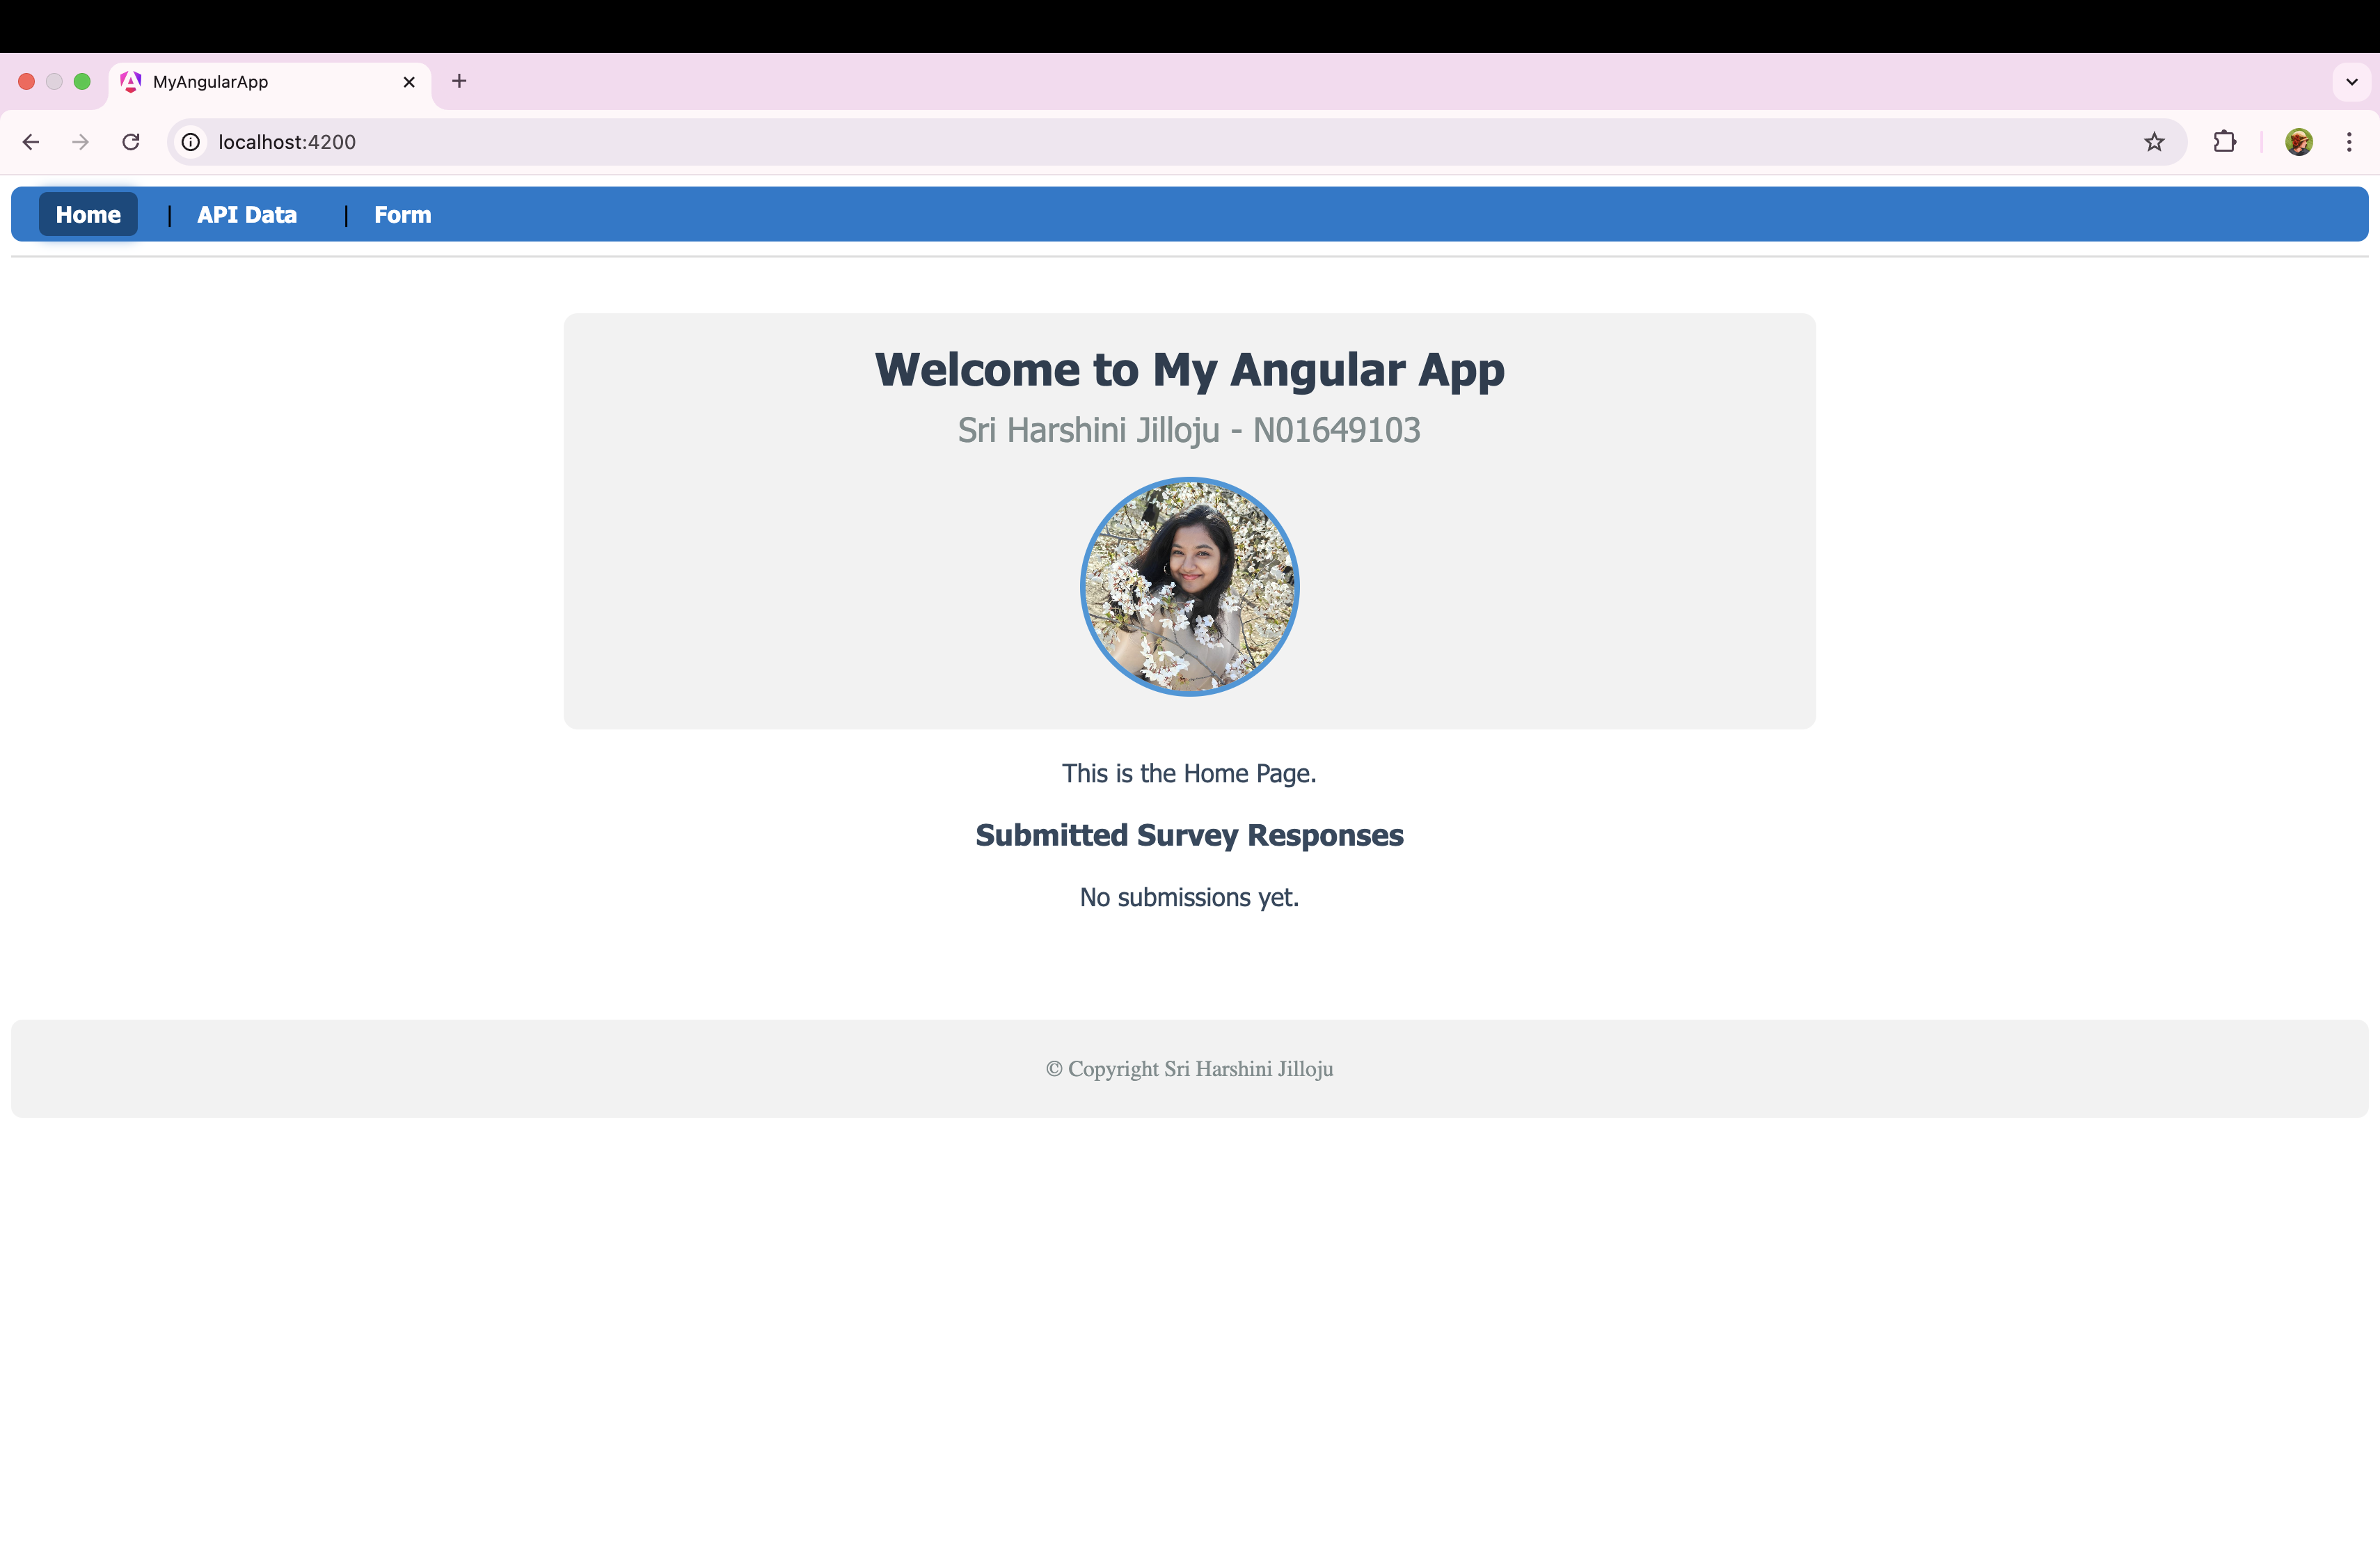 MyAngularApp
localhost:4200
Home | API Data | Form
Welcome to My Angular App
Sri Harshini Jilloju - N01649103
This is the Home Page.
Submitted Survey Responses
No submissions yet.
© Copyright Sri Harshini Jilloju